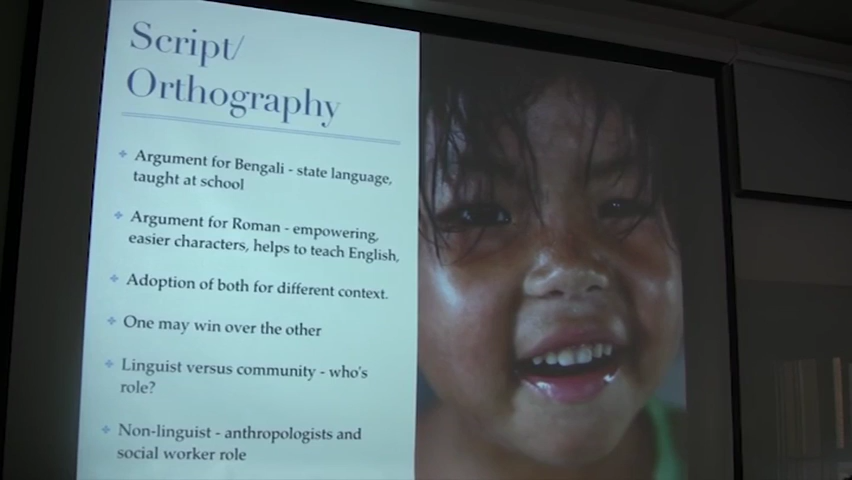 Script/
Orthography
Argument for Bengali - state language,
taught at school
Argument for Roman - empowering,
easier characters, helps to teach English,
Adoption of both for different context.
One may win over the other
Linguist versus community - who's
role?
Non-linguist - anthropologists and
social worker role